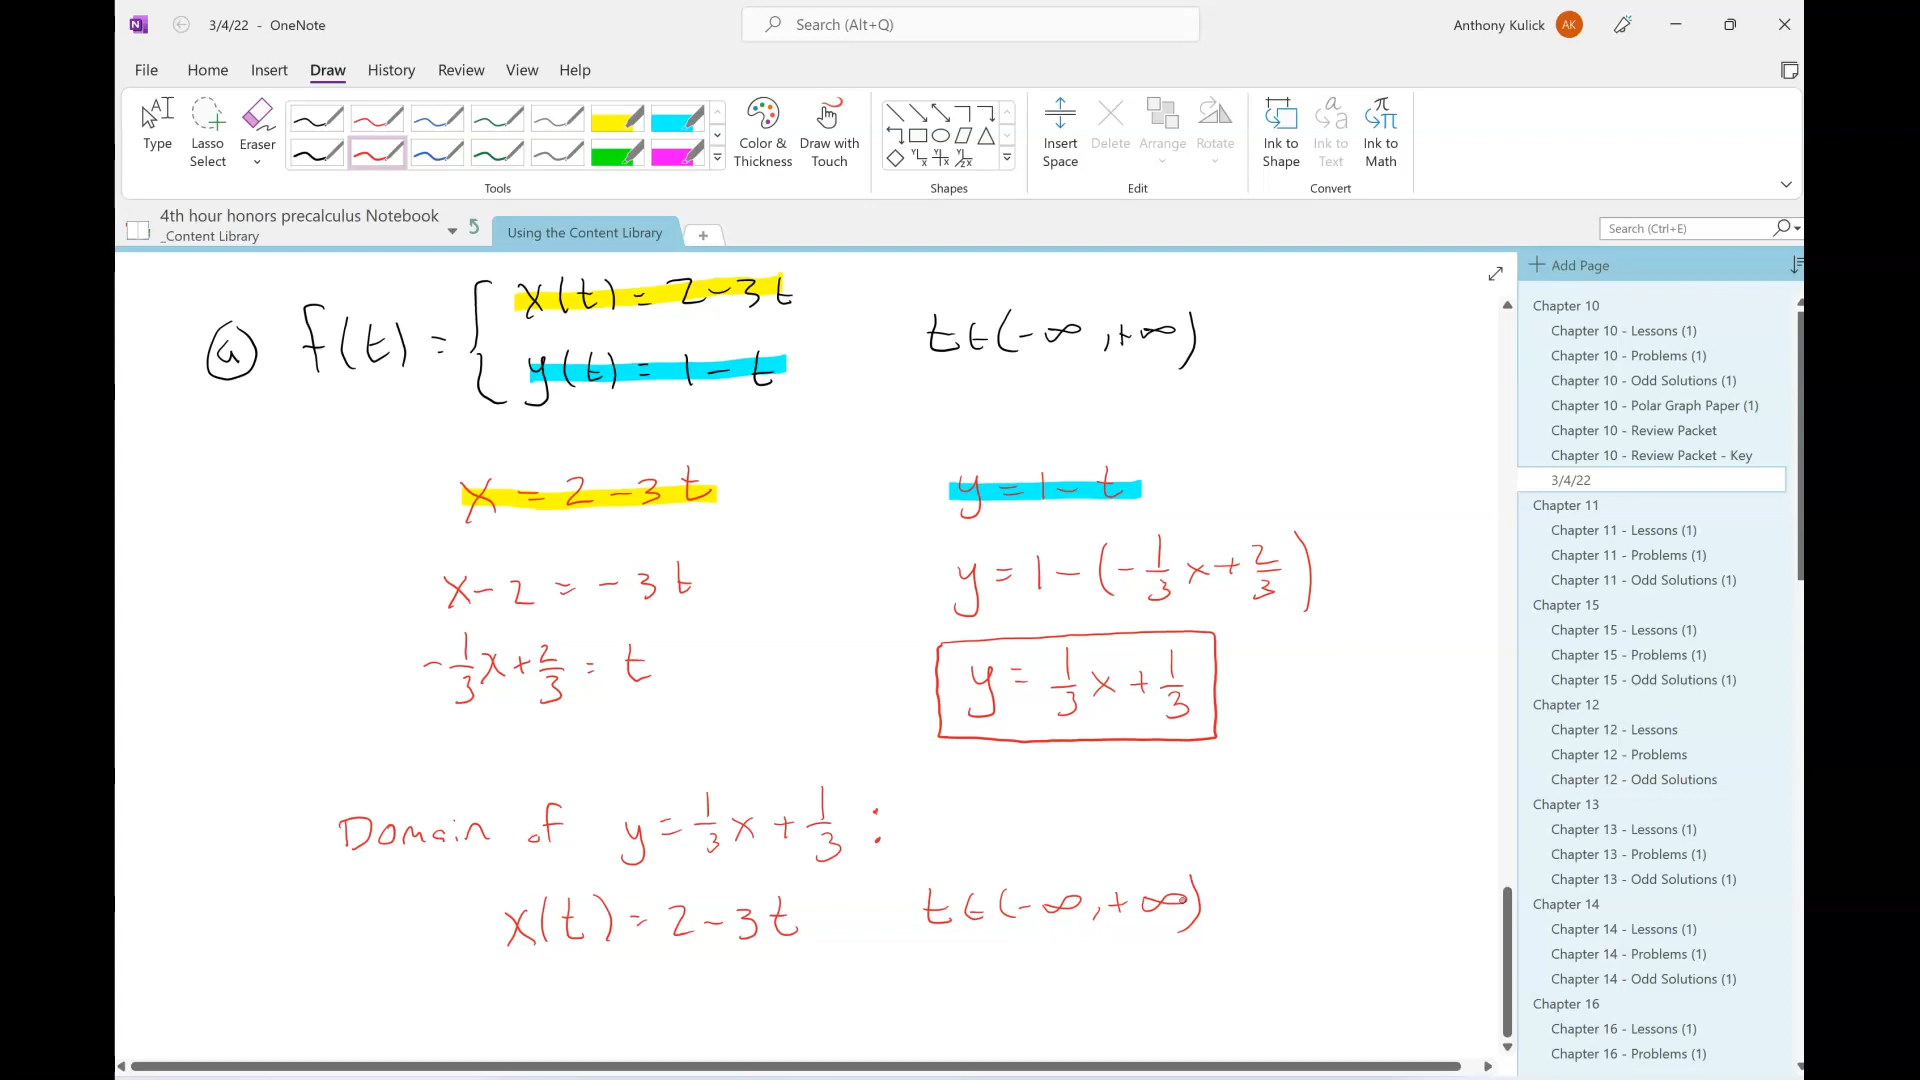 3/4/22 - OneNote
Search (Alt+Q)
Anthony Kulick AK
File Home Insert Draw History Review View Help
Type
Lasso Select
Eraser
Color & Thickness
Draw with Touch
Insert Space
Delete
Arrange
Rotate
Ink to Shape
Ink to Text
Ink to Math
Tools Shapes Edit Convert
4th hour honors precalculus Notebook
_Content Library
Using the Content Library
Search (Ctrl+E)
ⓐ f(t) = { x(t) = 2 - 3t
y(t) = 1 - t
t ∈ (-∞, +∞)
x = 2 - 3t
y = 1 - t
x - 2 = -3t
y = 1 - (-1/3 x + 2/3)
-1/3 x + 2/3 = t
y = 1/3 x + 1/3
Domain of y = 1/3 x + 1/3 :
x(t) = 2 - 3t t ∈ (-∞, +∞)
Add Page
Chapter 10
Chapter 10 - Lessons (1)
Chapter 10 - Problems (1)
Chapter 10 - Odd Solutions (1)
Chapter 10 - Polar Graph Paper (1)
Chapter 10 - Review Packet
Chapter 10 - Review Packet - Key
3/4/22
Chapter 11
Chapter 11 - Lessons (1)
Chapter 11 - Problems (1)
Chapter 11 - Odd Solutions (1)
Chapter 15
Chapter 15 - Lessons (1)
Chapter 15 - Problems (1)
Chapter 15 - Odd Solutions (1)
Chapter 12
Chapter 12 - Lessons
Chapter 12 - Problems
Chapter 12 - Odd Solutions
Chapter 13
Chapter 13 - Lessons (1)
Chapter 13 - Problems (1)
Chapter 13 - Odd Solutions (1)
Chapter 14
Chapter 14 - Lessons (1)
Chapter 14 - Problems (1)
Chapter 14 - Odd Solutions (1)
Chapter 16
Chapter 16 - Lessons (1)
Chapter 16 - Problems (1)